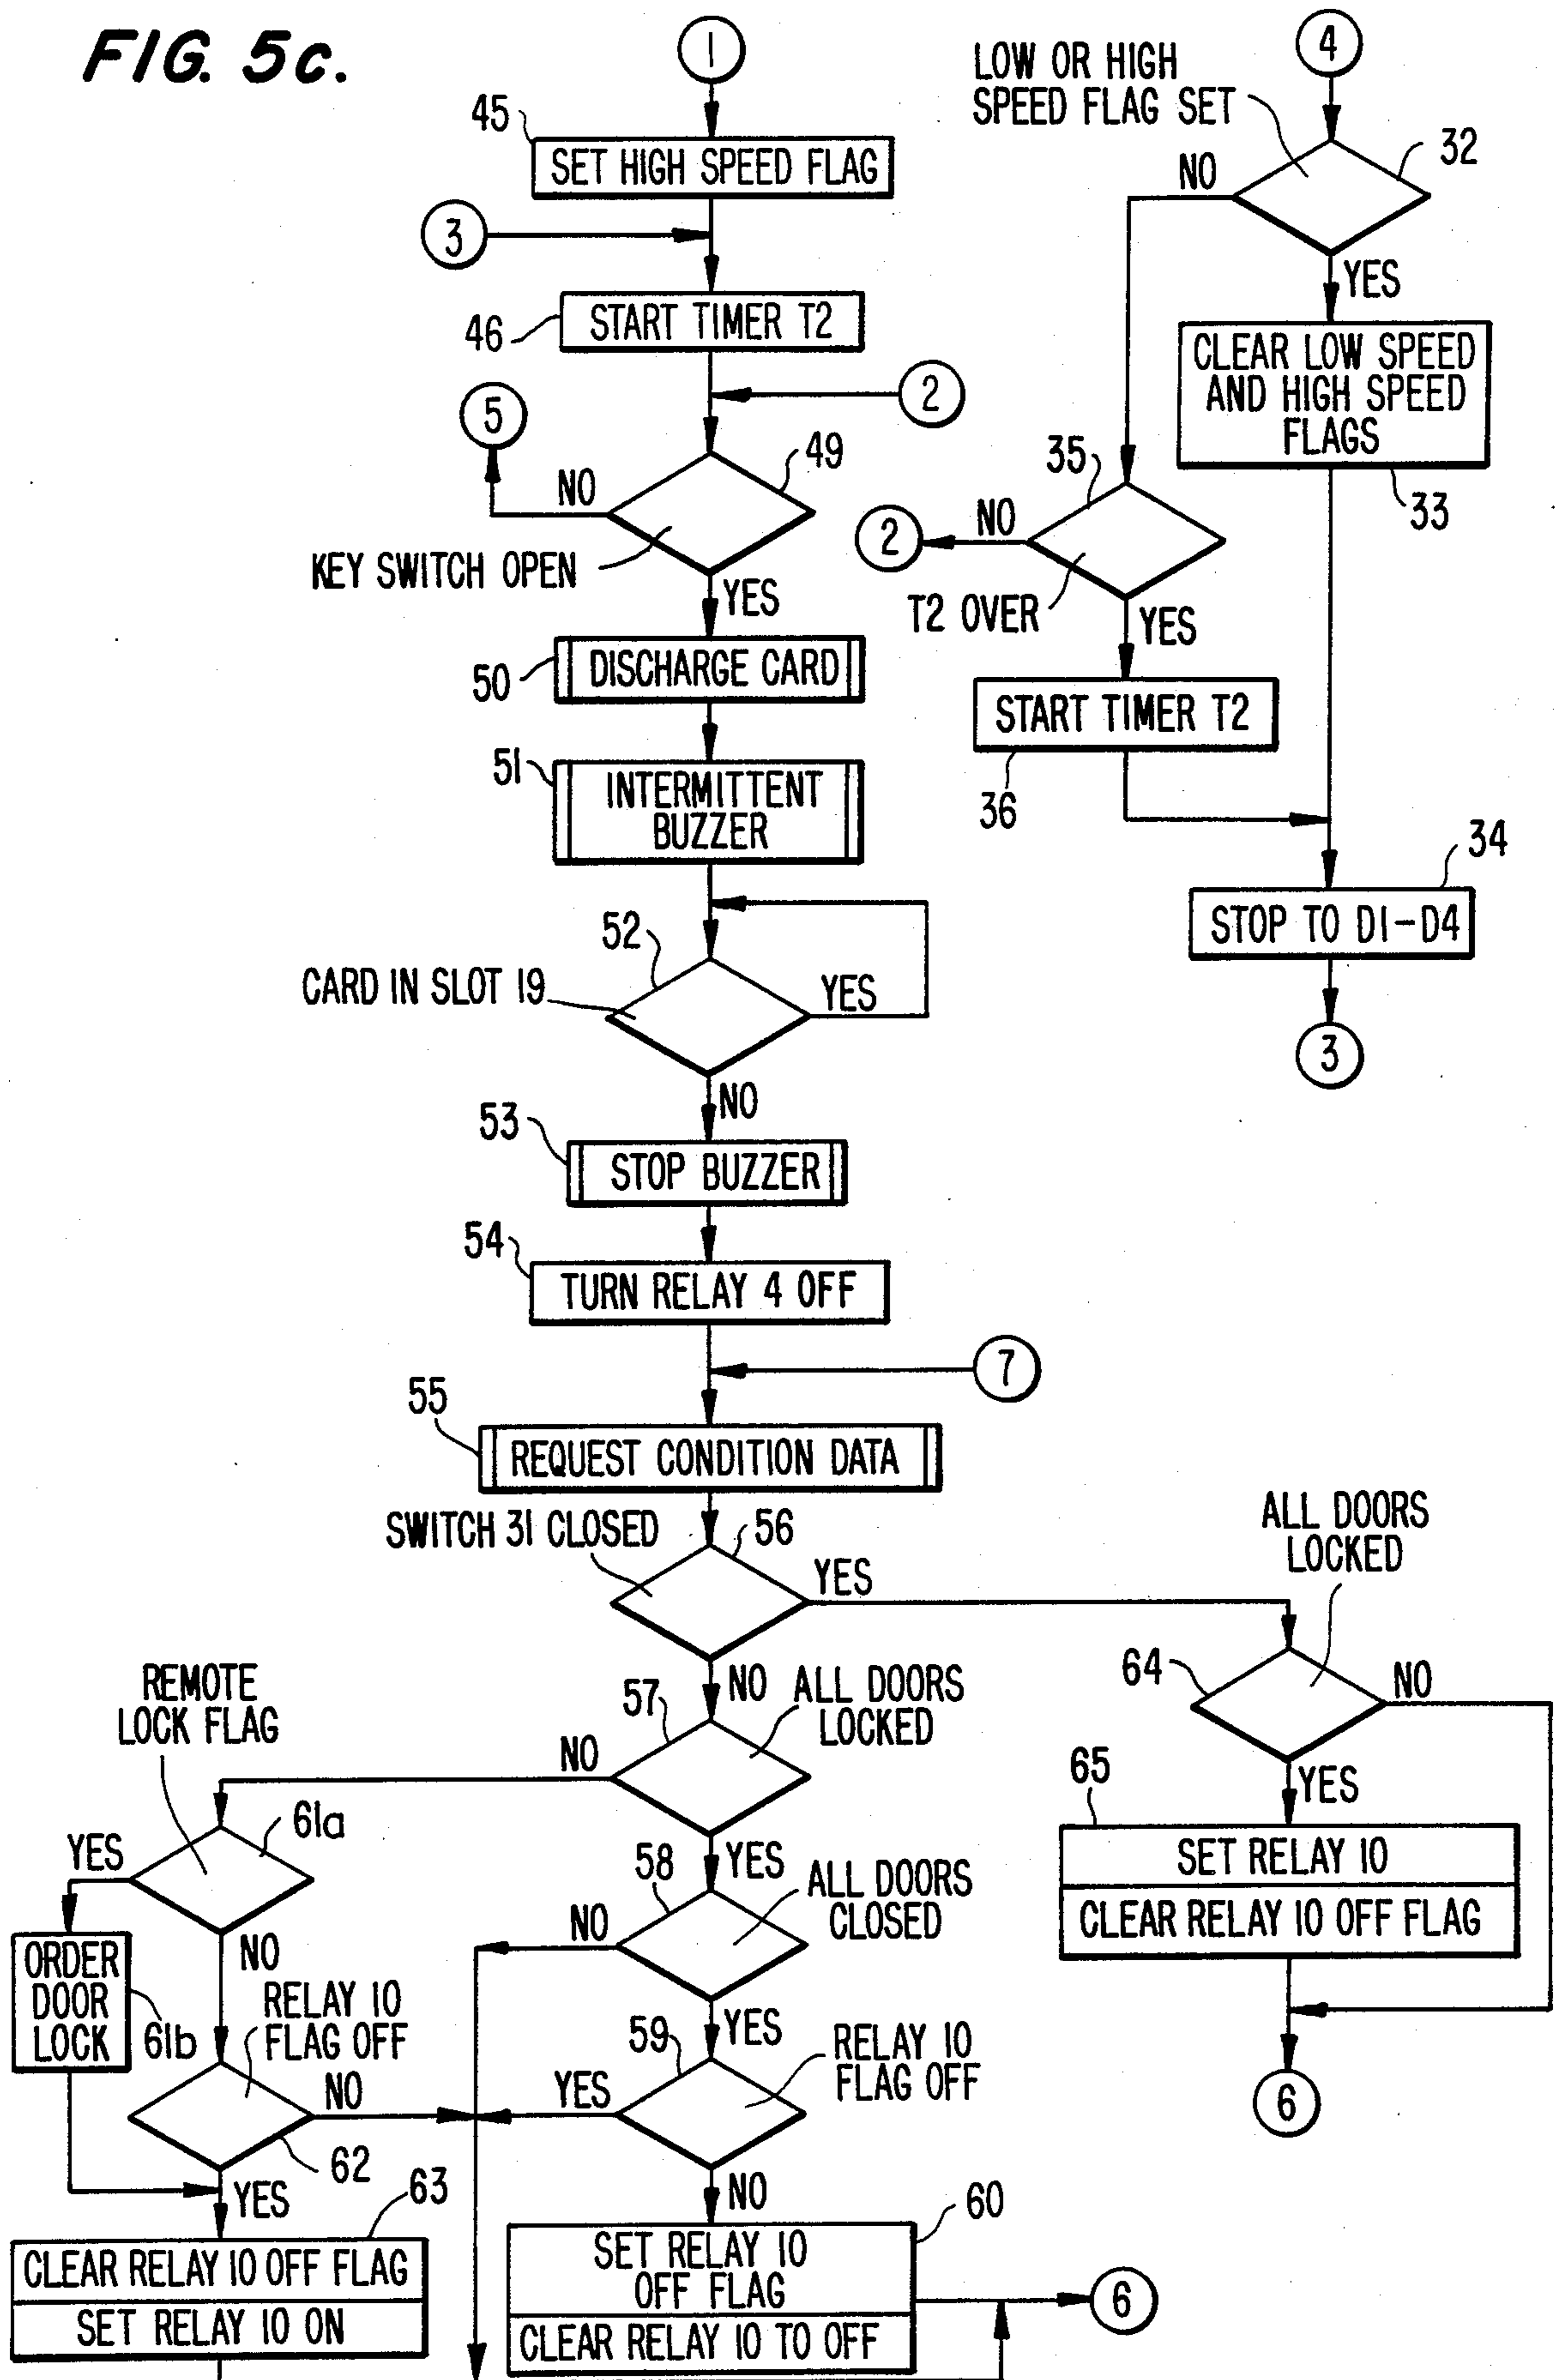 FIG. 5c.
1
45
SET HIGH SPEED FLAG
3
46
START TIMER T2
2
5
49
NO
KEY SWITCH OPEN
YES
50
DISCHARGE CARD
51
INTERMITTENT
BUZZER
52
CARD IN SLOT 19
YES
NO
53
STOP BUZZER
54
TURN RELAY 4 OFF
7
55
REQUEST CONDITION DATA
SWITCH 31 CLOSED
56
YES
NO
57
ALL DOORS
LOCKED
NO
YES
58
ALL DOORS
CLOSED
NO
YES
59
RELAY 10
FLAG OFF
YES
NO
60
SET RELAY 10
OFF FLAG
CLEAR RELAY 10 TO OFF
6
REMOTE
LOCK FLAG
61a
YES
NO
ORDER
DOOR
LOCK
61b
RELAY 10
FLAG OFF
NO
62
YES
63
CLEAR RELAY 10 OFF FLAG
SET RELAY 10 ON
4
LOW OR HIGH
SPEED FLAG SET
32
NO
YES
CLEAR LOW SPEED
AND HIGH SPEED
FLAGS
33
35
NO
2
T2 OVER
YES
START TIMER T2
36
34
STOP TO D1-D4
3
ALL DOORS
LOCKED
64
NO
YES
65
SET RELAY 10
CLEAR RELAY 10 OFF FLAG
6